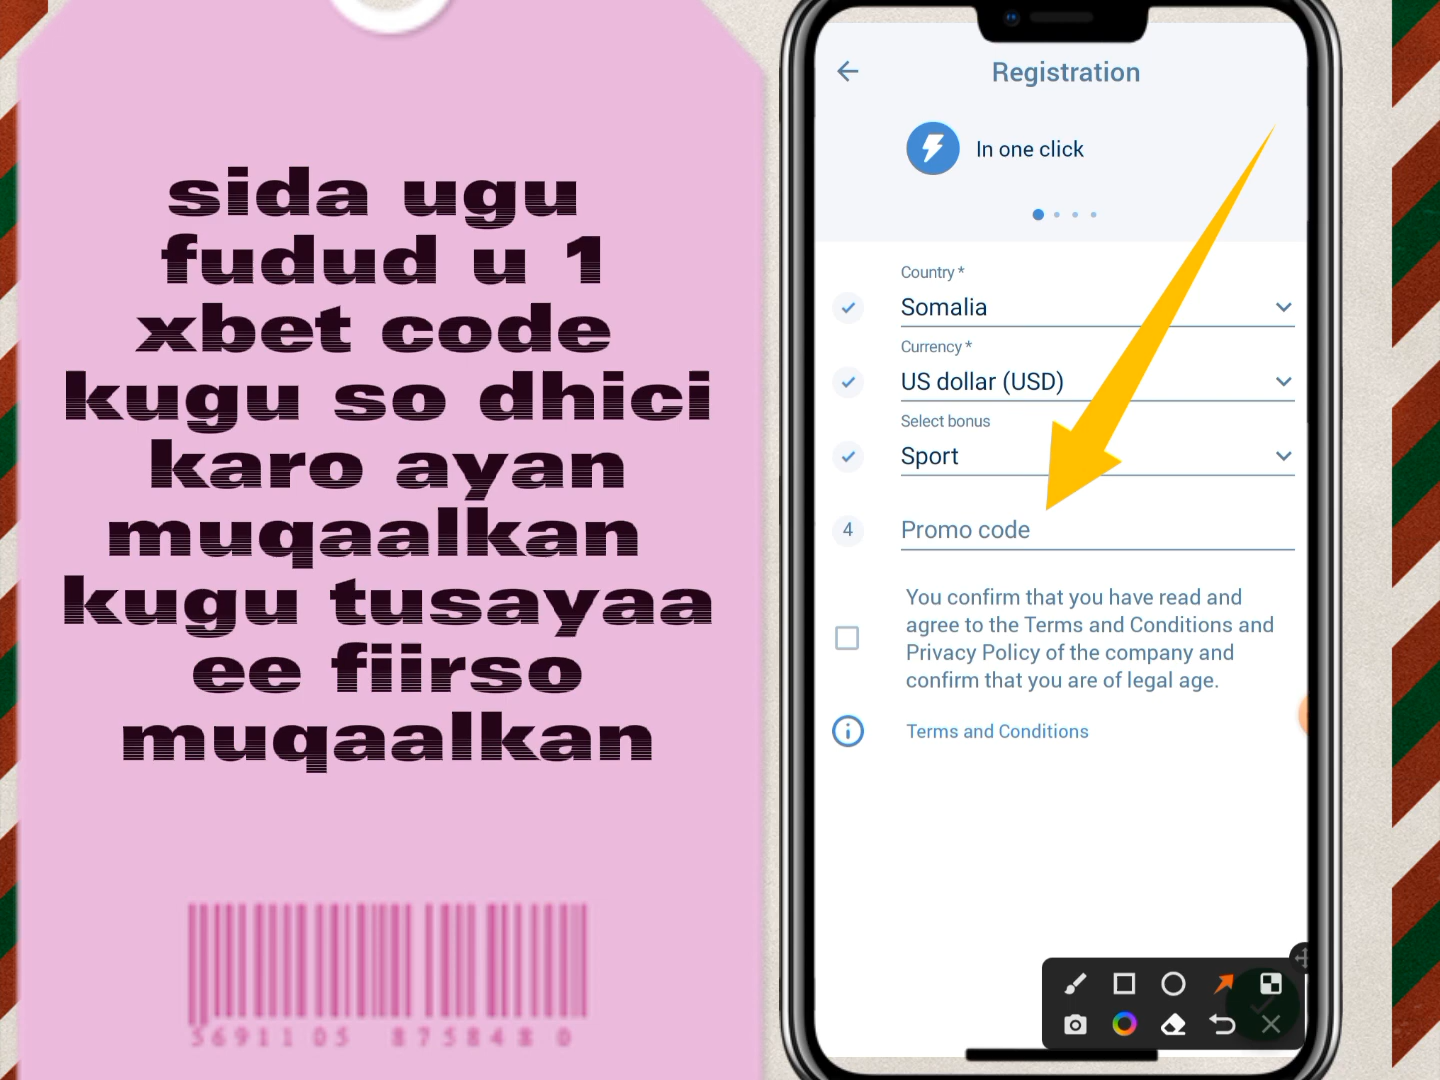 sida ugu
fudud u 1
xbet code
kugu so dhici
karo ayan
muqaalkan
kugu tusayaa
ee fiirso
muqaalkan
5691105 875848 0
Registration
In one click
Country *
Somalia
Currency *
US dollar (USD)
Select bonus
Sport
4
Promo code
You confirm that you have read and
agree to the Terms and Conditions and
Privacy Policy of the company and
confirm that you are of legal age.
Terms and Conditions